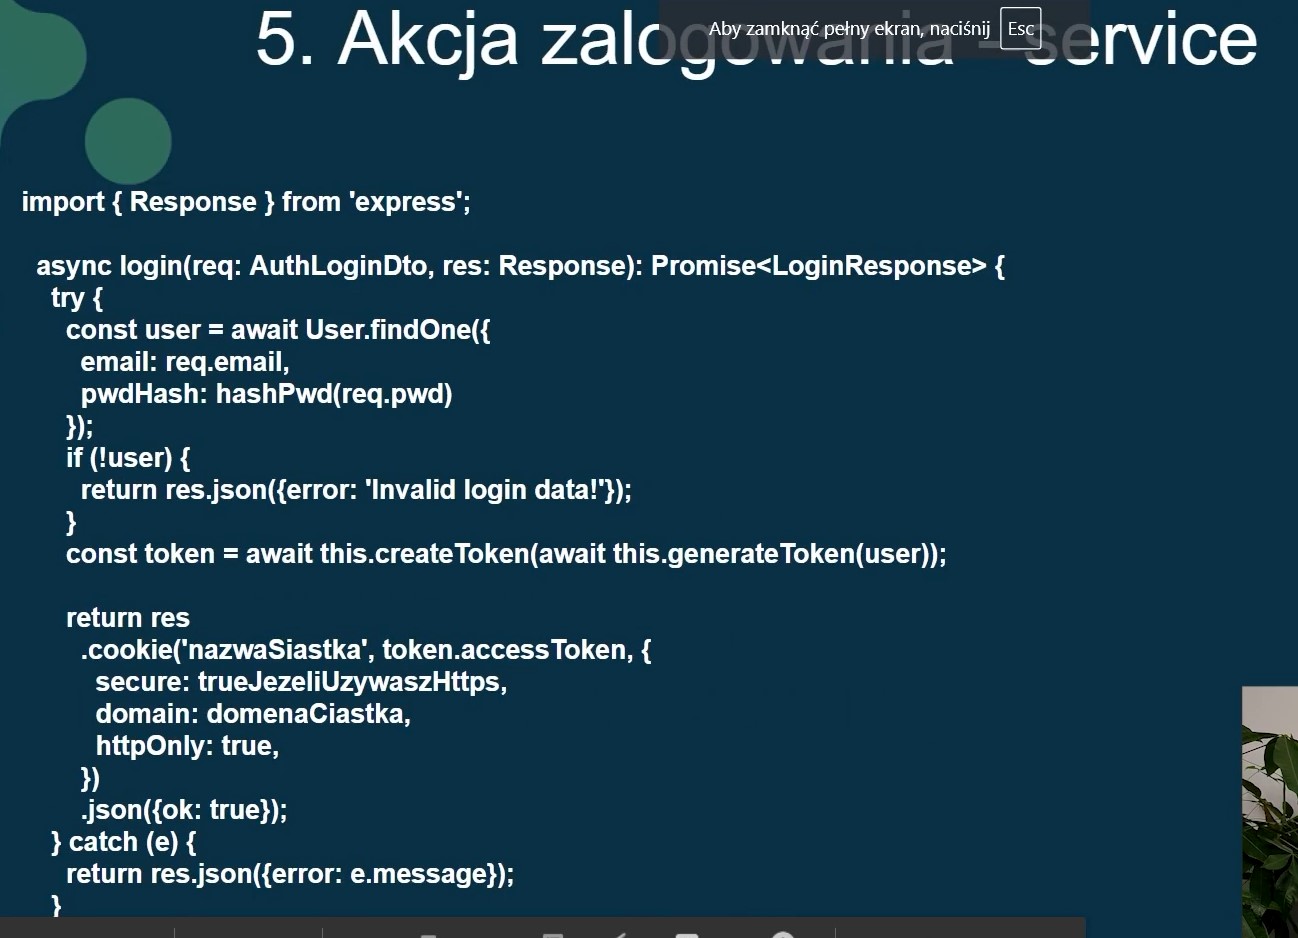 5. Akcja zalogowania – service
Aby zamknąć pełny ekran, naciśnij Esc
import { Response } from 'express';
async login(req: AuthLoginDto, res: Response): Promise<LoginResponse> {
try {
const user = await User.findOne({
email: req.email,
pwdHash: hashPwd(req.pwd)
});
if (!user) {
return res.json({error: 'Invalid login data!'});
}
const token = await this.createToken(await this.generateToken(user));
return res
.cookie('nazwaSiastka', token.accessToken, {
secure: trueJezeliUzywaszHttps,
domain: domenaCiastka,
httpOnly: true,
})
.json({ok: true});
} catch (e) {
return res.json({error: e.message});
}